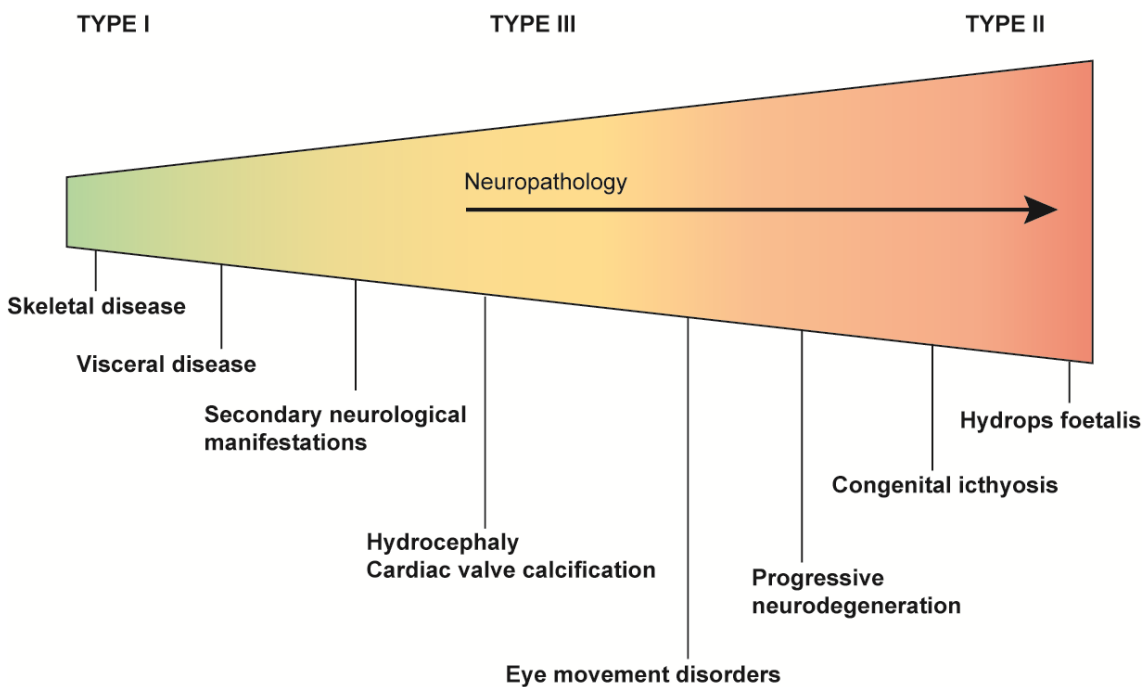 TYPE I
TYPE III
TYPE II
Neuropathology
Skeletal disease
Visceral disease
Secondary neurological
manifestations
Hydrocephaly
Cardiac valve calcification
Eye movement disorders
Progressive
neurodegeneration
Congenital icthyosis
Hydrops foetalis